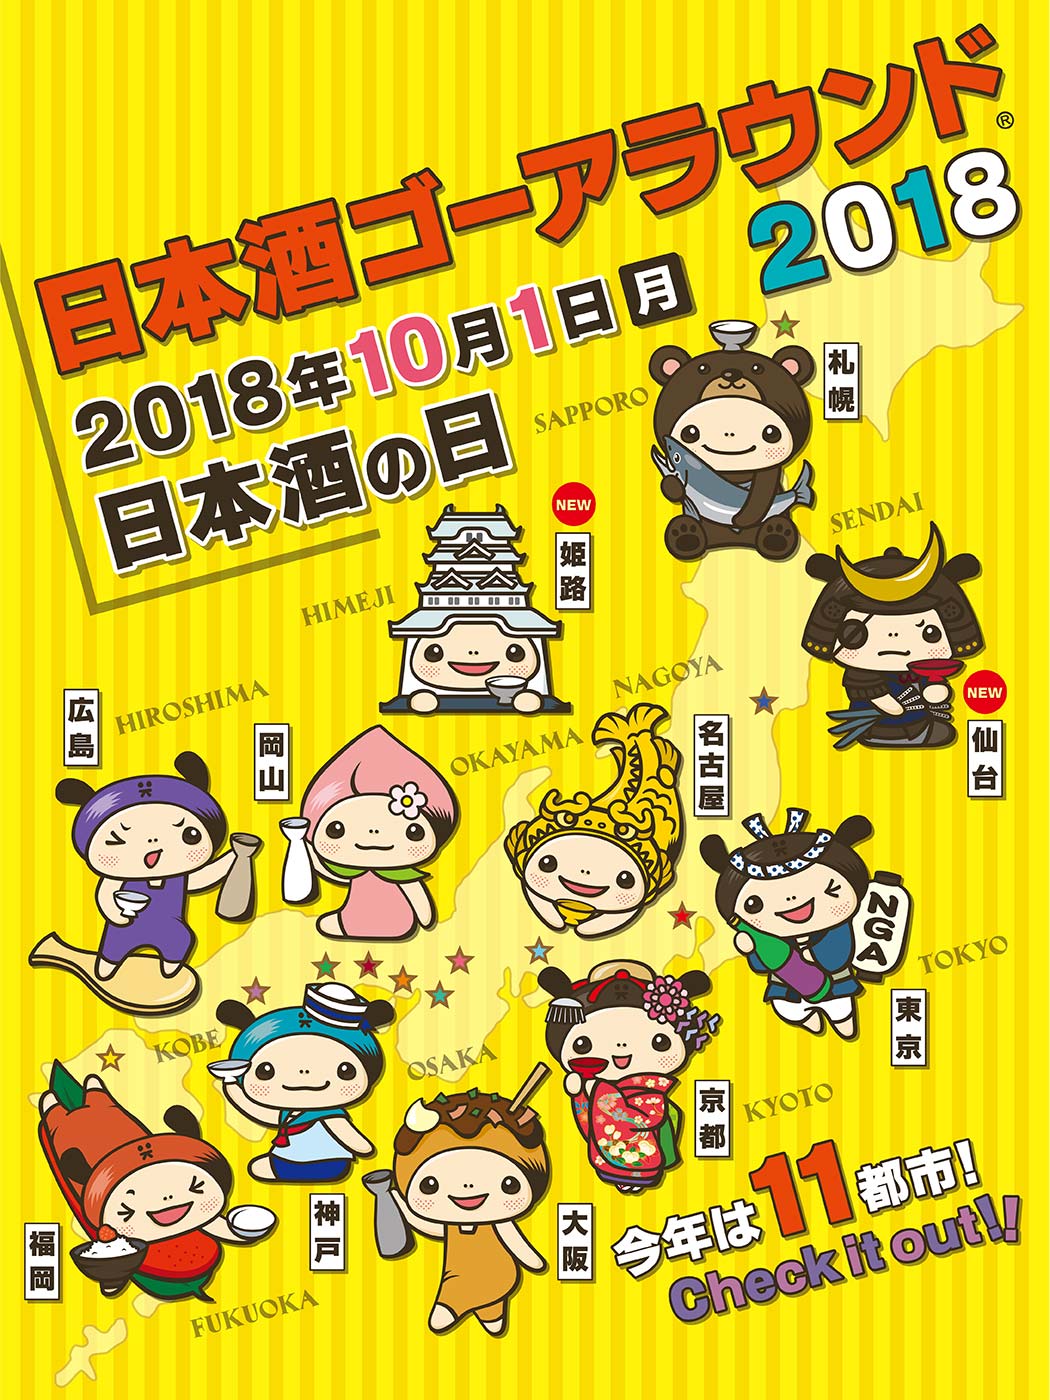 日本酒ゴーアラウンド®
2018
2018年10月1日 月
日本酒の日
SAPPORO
札幌
SENDAI
NEW
仙台
HIMEJI
NEW
姫路
NAGOYA
名古屋
HIROSHIMA
広島
OKAYAMA
岡山
NGA
TOKYO
東京
KOBE
神戸
OSAKA
大阪
KYOTO
京都
FUKUOKA
福岡
今年は11都市!
Check it out!!